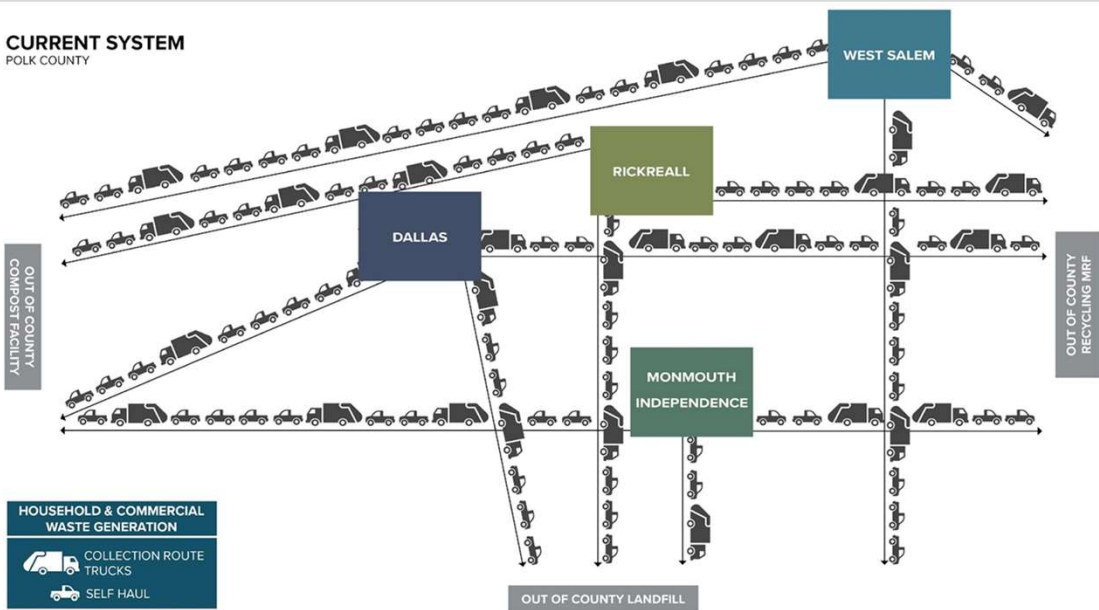 CURRENT SYSTEM
POLK COUNTY
WEST SALEM
RICKREALL
DALLAS
OUT OF COUNTY
COMPOST FACILITY
OUT OF COUNTY
RECYCLING MRF
MONMOUTH
INDEPENDENCE
HOUSEHOLD & COMMERCIAL
WASTE GENERATION
COLLECTION ROUTE
TRUCKS
SELF HAUL
OUT OF COUNTY LANDFILL